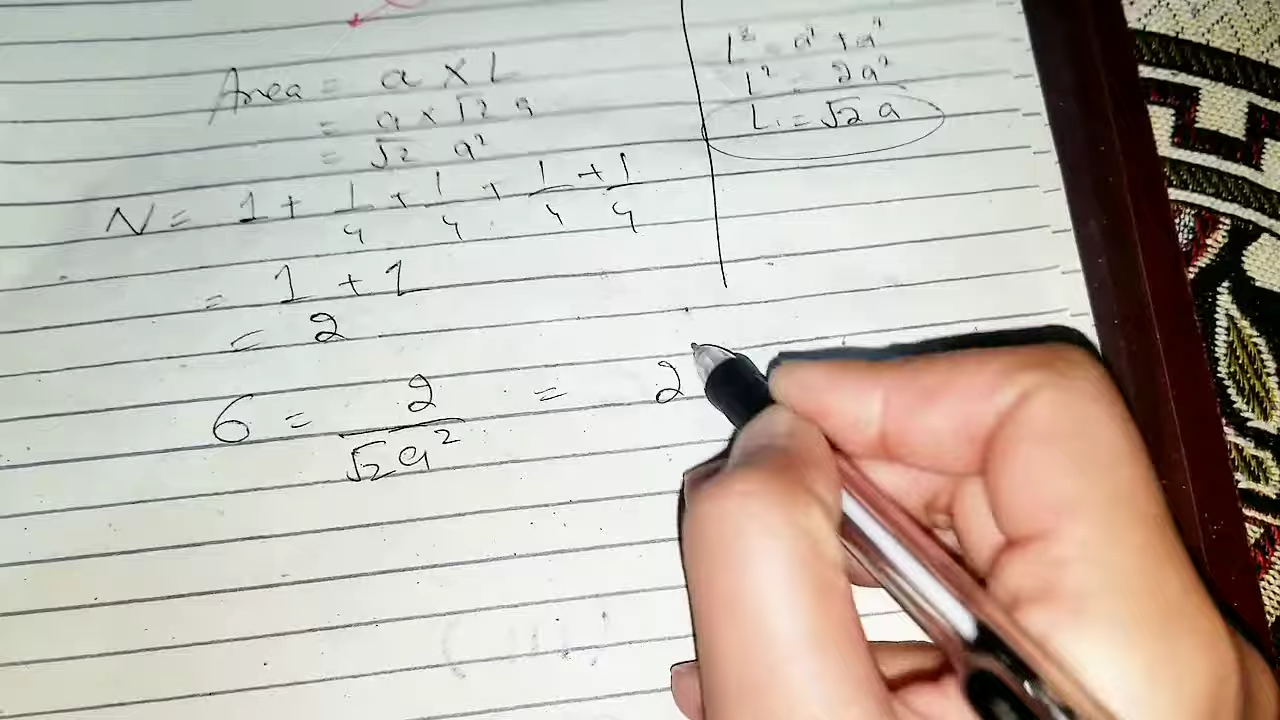 Area = a × L
= a × √2 a
= √2 a²
N = 1 + 1/4 + 1/4 + 1/4 + 1/4
= 1 + 1
= 2
6 = 2/√2a² = 2
l² = a² + a²
l² = 2a²
L = √2 a